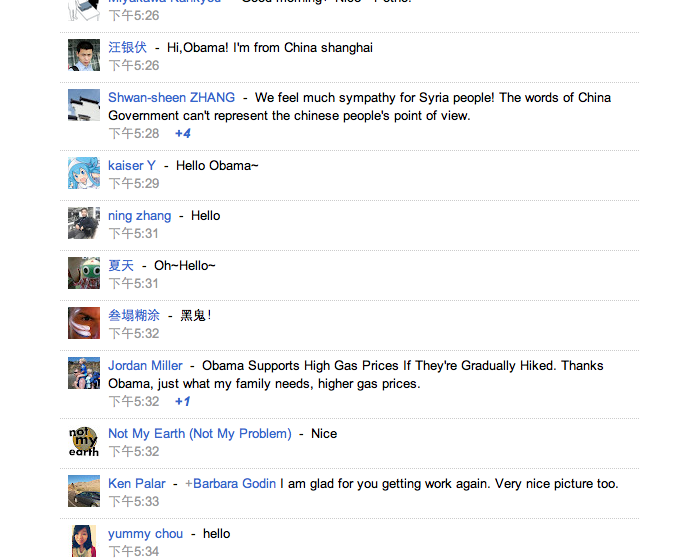 下午5:26
汪银伏 - Hi,Obama! I'm from China shanghai
下午5:26
Shwan-sheen ZHANG - We feel much sympathy for Syria people! The words of China
Government can't represent the chinese people's point of view.
下午5:28 +4
kaiser Y - Hello Obama~
下午5:29
ning zhang - Hello
下午5:31
夏天 - Oh~Hello~
下午5:31
叁塌糊涂 - 黑鬼!
下午5:32
Jordan Miller - Obama Supports High Gas Prices If They're Gradually Hiked. Thanks
Obama, just what my family needs, higher gas prices.
下午5:32 +1
not
my
earth
Not My Earth (Not My Problem) - Nice
下午5:32
Ken Palar - +Barbara Godin I am glad for you getting work again. Very nice picture too.
下午5:33
yummy chou - hello
下午5:34